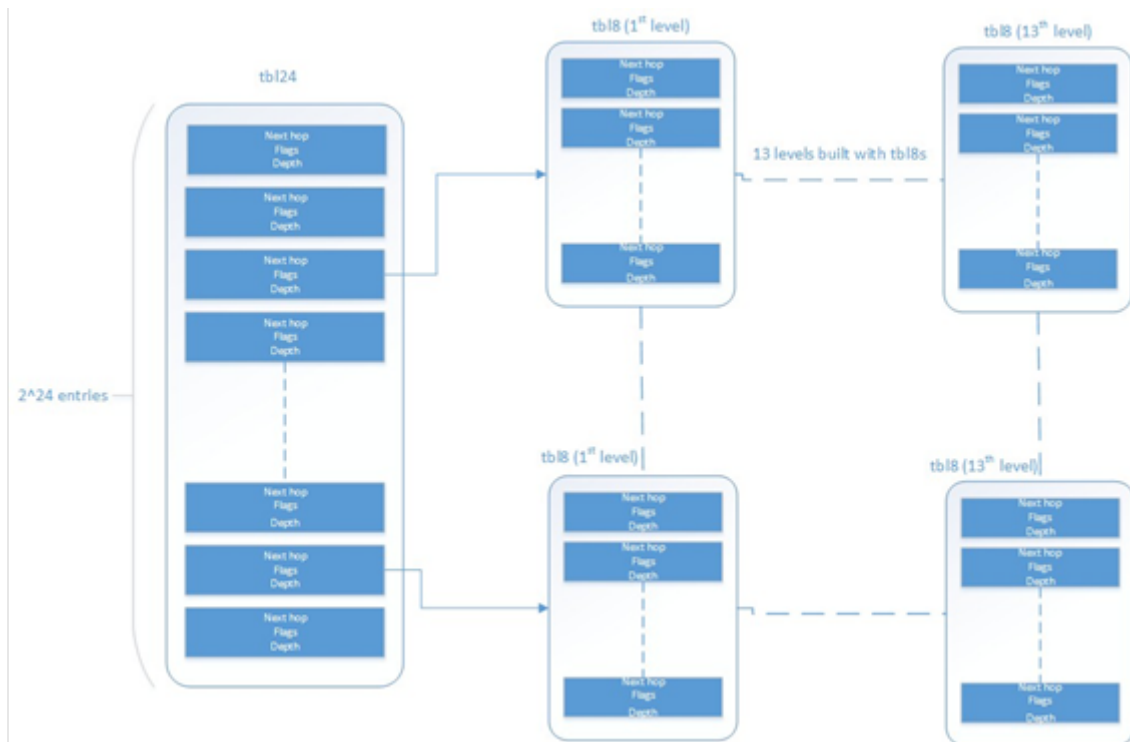 tbl24
Next hop
Flags
Depth
Next hop
Flags
Depth
Next hop
Flags
Depth
Next hop
Flags
Depth
Next hop
Flags
Depth
Next hop
Flags
Depth
Next hop
Flags
Depth
2^24 entries
tbl8 (1st level)
Next hop
Flags
Depth
Next hop
Flags
Depth
Next hop
Flags
Depth
13 levels built with tbl8s
tbl8 (13th level)
Next hop
Flags
Depth
Next hop
Flags
Depth
Next hop
Flags
Depth
tbl8 (1st level)
Next hop
Flags
Depth
Next hop
Flags
Depth
Next hop
Flags
Depth
tbl8 (13th level)
Next hop
Flags
Depth
Next hop
Flags
Depth
Next hop
Flags
Depth